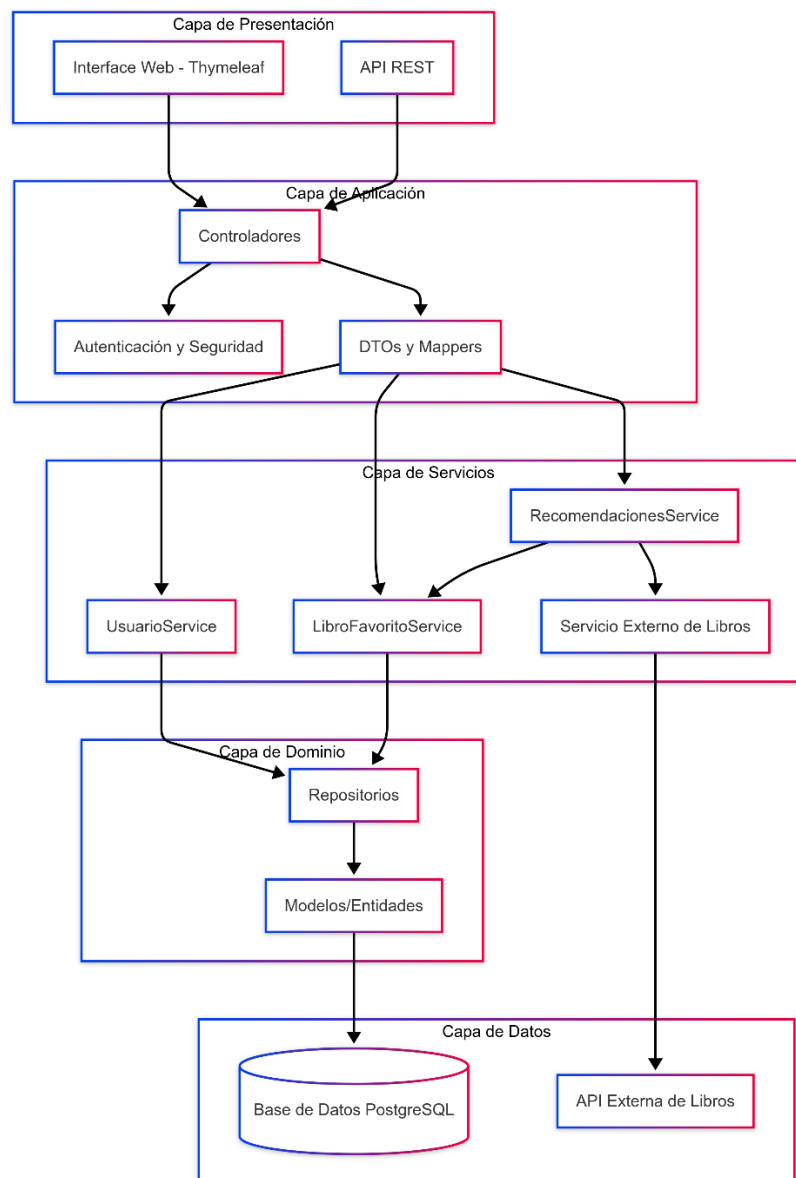 Capa de Presentación
Interface Web - Thymeleaf
API REST
Capa de Aplicación
Controladores
Autenticación y Seguridad
DTOs y Mappers
Capa de Servicios
RecomendacionesService
UsuarioService
LibroFavoritoService
Servicio Externo de Libros
Capa de Dominio
Repositorios
Modelos/Entidades
Capa de Datos
Base de Datos PostgreSQL
API Externa de Libros